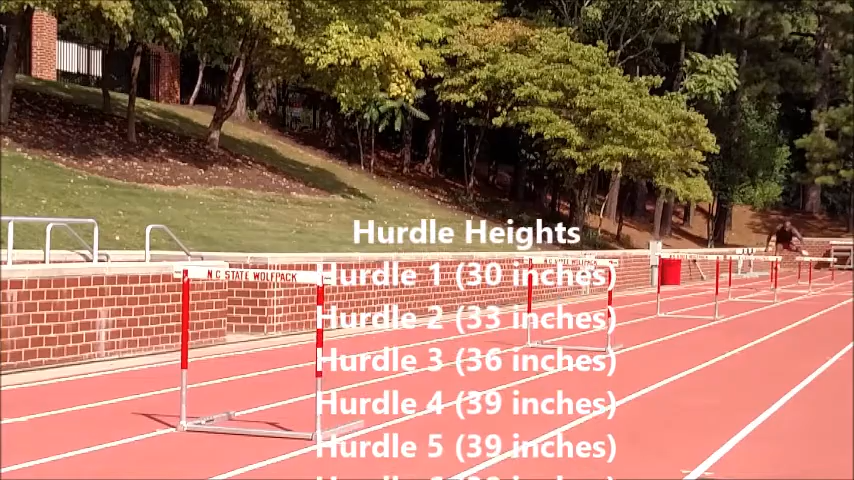 Hurdle Heights
N C STATE WOLFPACK
Hurdle 1 (30 inches)
Hurdle 2 (33 inches)
Hurdle 3 (36 inches)
Hurdle 4 (39 inches)
Hurdle 5 (39 inches)